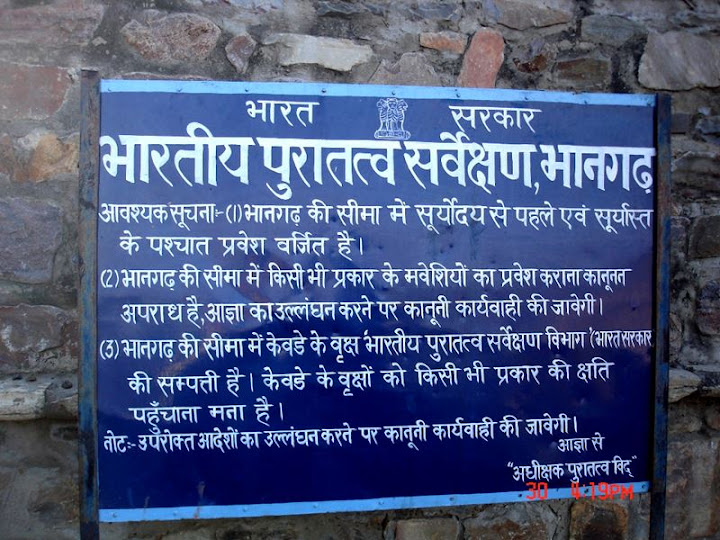 भारत सरकार
भारतीय पुरातत्व सर्वेक्षण, भानगढ़
आवश्यक सूचना:- (1) भानगढ़ की सीमा में सूर्योदय से पहले एवं सूर्यास्त
के पश्चात प्रवेश वर्जित है।
(2) भानगढ़ की सीमा में किसी भी प्रकार के मवेशियों का प्रवेश कराना कानूनन
अपराध है, आज्ञा का उल्लंघन करने पर कानूनी कार्यवाही की जावेगी।
(3) भानगढ़ की सीमा में केवडे के वृक्ष 'भारतीय पुरातत्व सर्वेक्षण विभाग' (भारत सरकार
की सम्पती है। केवडे के वृक्षों को किसी भी प्रकार की क्षति
पहुँचाना मना है।
नोट:- उपरोक्त आदेशों का उल्लंघन करने पर कानूनी कार्यवाही की जावेगी।
आज्ञा से
"अधीक्षक पुरातत्व विद्"
30 4:19PM